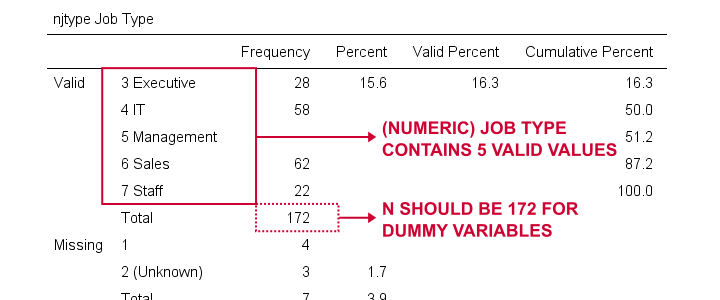 njtype Job Type
Frequency Percent Valid Percent Cumulative Percent
Valid 3 Executive 28 15.6 16.3 16.3
4 IT 58 50.0
(NUMERIC) JOB TYPE
5 Management 51.2
CONTAINS 5 VALID VALUES
6 Sales 62 87.2
7 Staff 22 100.0
Total 172 N SHOULD BE 172 FOR
DUMMY VARIABLES
Missing 1 4
2 (Unknown) 3 1.7
Total 7 3.9